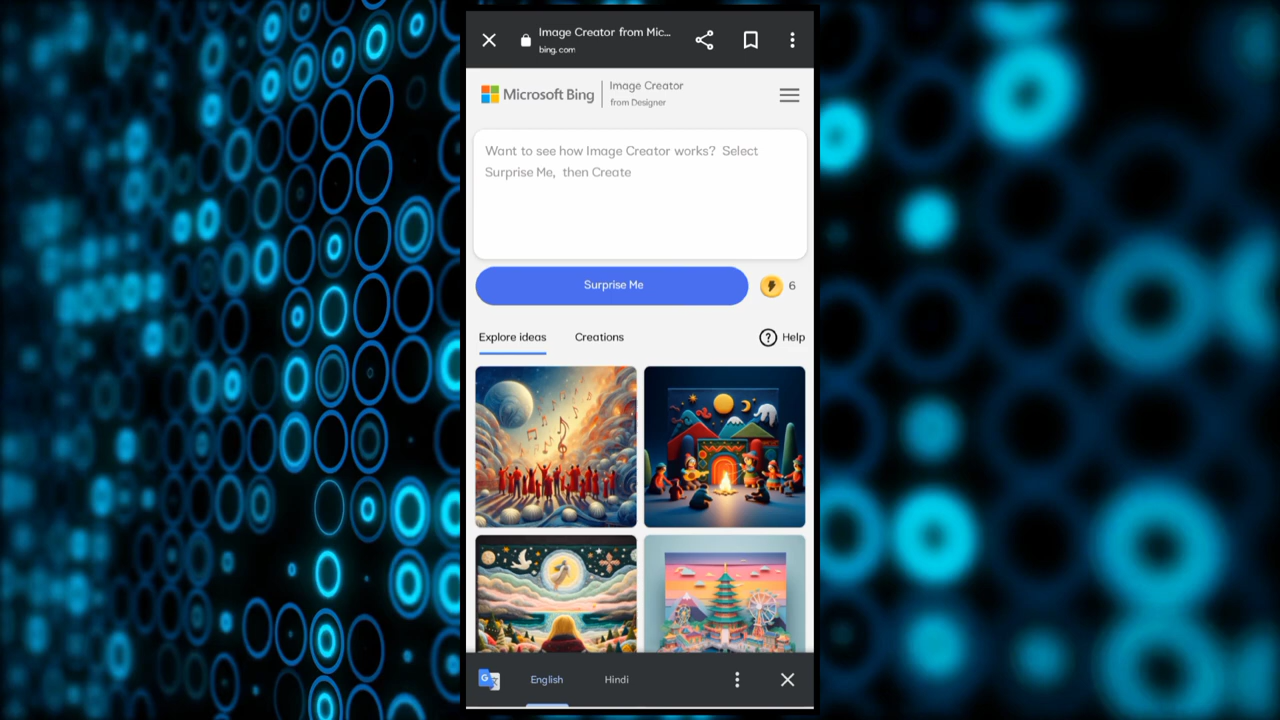 Image Creator from Mic...
bing.com
Microsoft Bing
Image Creator
from Designer
Want to see how Image Creator works? Select
Surprise Me, then Create
Surprise Me
6
Explore ideas
Creations
Help
English
Hindi